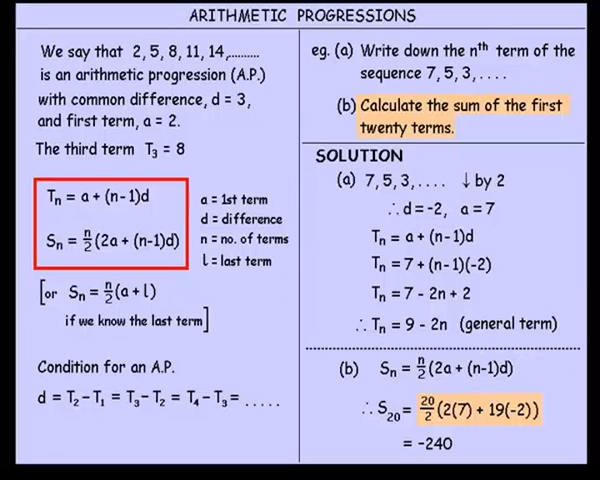 ARITHMETIC PROGRESSIONS
We say that 2, 5, 8, 11, 14,..........
is an arithmetic progression (A.P.)
with common difference, d = 3,
and first term, a = 2.
The third term T₃ = 8
Tₙ = a + (n-1)d
Sₙ = n/2(2a + (n-1)d)
a = 1st term
d = difference
n = no. of terms
l = last term
[or Sₙ = n/2(a + l)
if we know the last term]
Condition for an A.P.
d = T₂ - T₁ = T₃ - T₂ = T₄ - T₃ = .....
eg. (a) Write down the nᵗʰ term of the
sequence 7, 5, 3, ....
(b) Calculate the sum of the first
twenty terms.
SOLUTION
(a) 7, 5, 3, .... ↓ by 2
∴ d = -2, a = 7
Tₙ = a + (n-1)d
Tₙ = 7 + (n-1)(-2)
Tₙ = 7 - 2n + 2
∴ Tₙ = 9 - 2n (general term)
(b) Sₙ = n/2(2a + (n-1)d)
∴ S₂₀ = 20/2(2(7) + 19(-2))
= -240